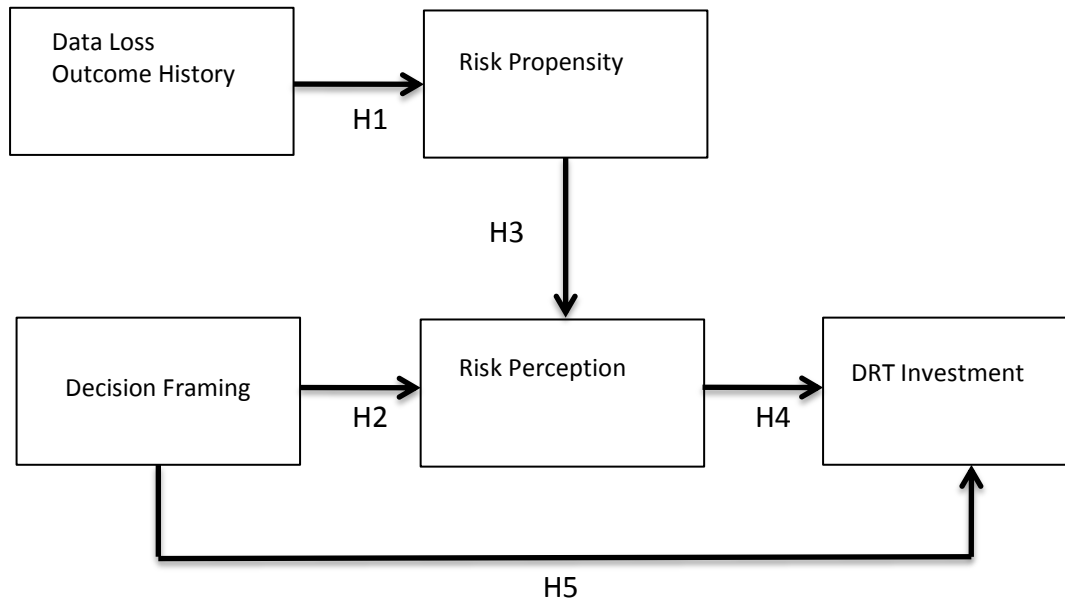 Data Loss
Outcome History
Risk Propensity
H1
H3
Decision Framing
Risk Perception
DRT Investment
H2
H4
H5